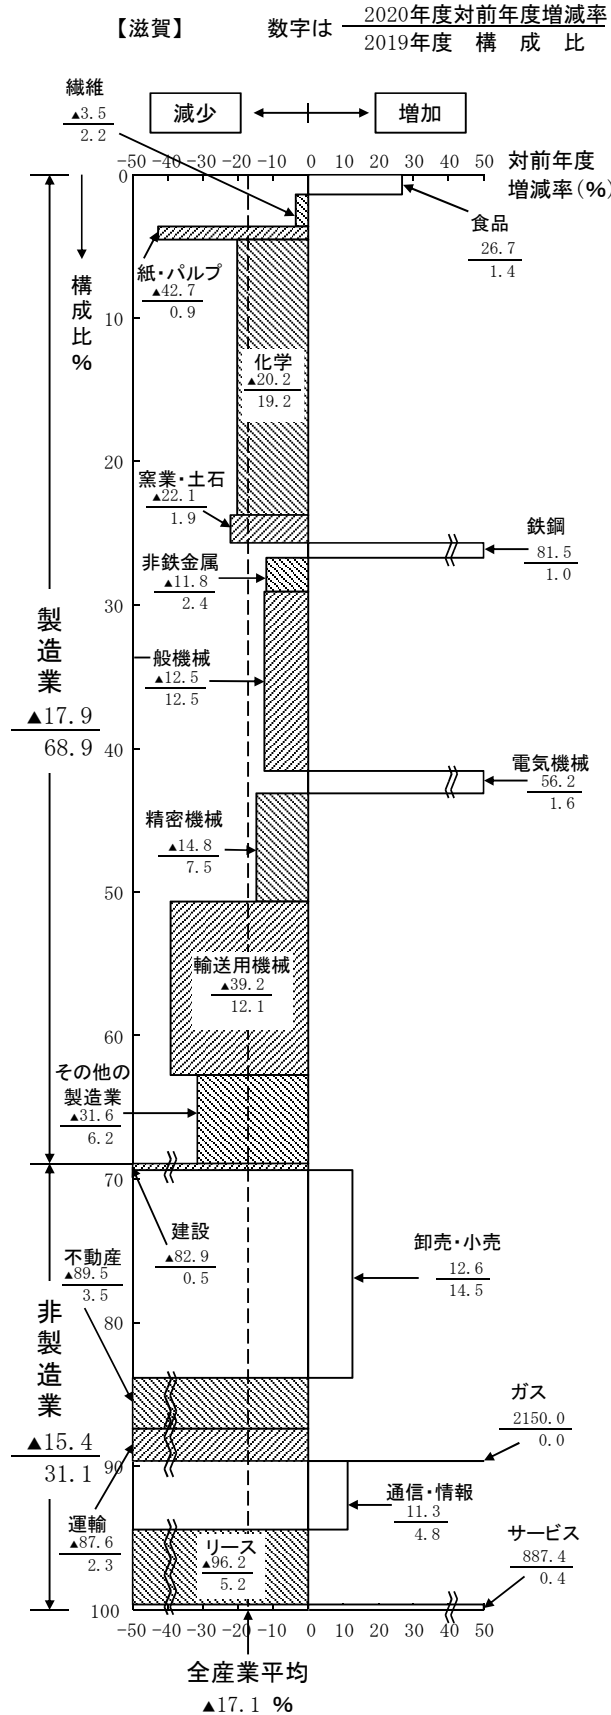 【滋賀】 数字は 2020年度対前年度増減率
2019年度 構 成 比
繊維
▲3.5
2.2
減少
増加
-50 -40 -30 -20 -10 0 10 20 30 40 50
対前年度
増減率(%)
0
食品
26.7
1.4
紙・パルプ
▲42.7
0.9
構成比%
10
化学
▲20.2
19.2
20
窯業・土石
▲22.1
1.9
鉄鋼
81.5
1.0
非鉄金属
▲11.8
2.4
30
製造業
▲17.9
68.9
一般機械
▲12.5
12.5
40
電気機械
56.2
1.6
精密機械
▲14.8
7.5
50
輸送用機械
▲39.2
12.1
60
その他の
製造業
▲31.6
6.2
70
建設
▲82.9
0.5
不動産
▲89.5
3.5
卸売・小売
12.6
14.5
80
非製造業
▲15.4
31.1
ガス
2150.0
0.0
90
通信・情報
11.3
4.8
運輸
▲87.6
2.3
リース
▲96.2
5.2
サービス
887.4
0.4
100
-50 -40 -30 -20 -10 0 10 20 30 40 50
全産業平均
▲17.1 %